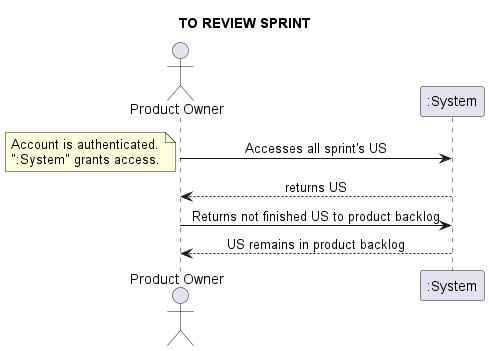 TO REVIEW SPRINT
Product Owner
:System
Account is authenticated.
":System" grants access.
Accesses all sprint's US
returns US
Returns not finished US to product backlog
US remains in product backlog
Product Owner
:System